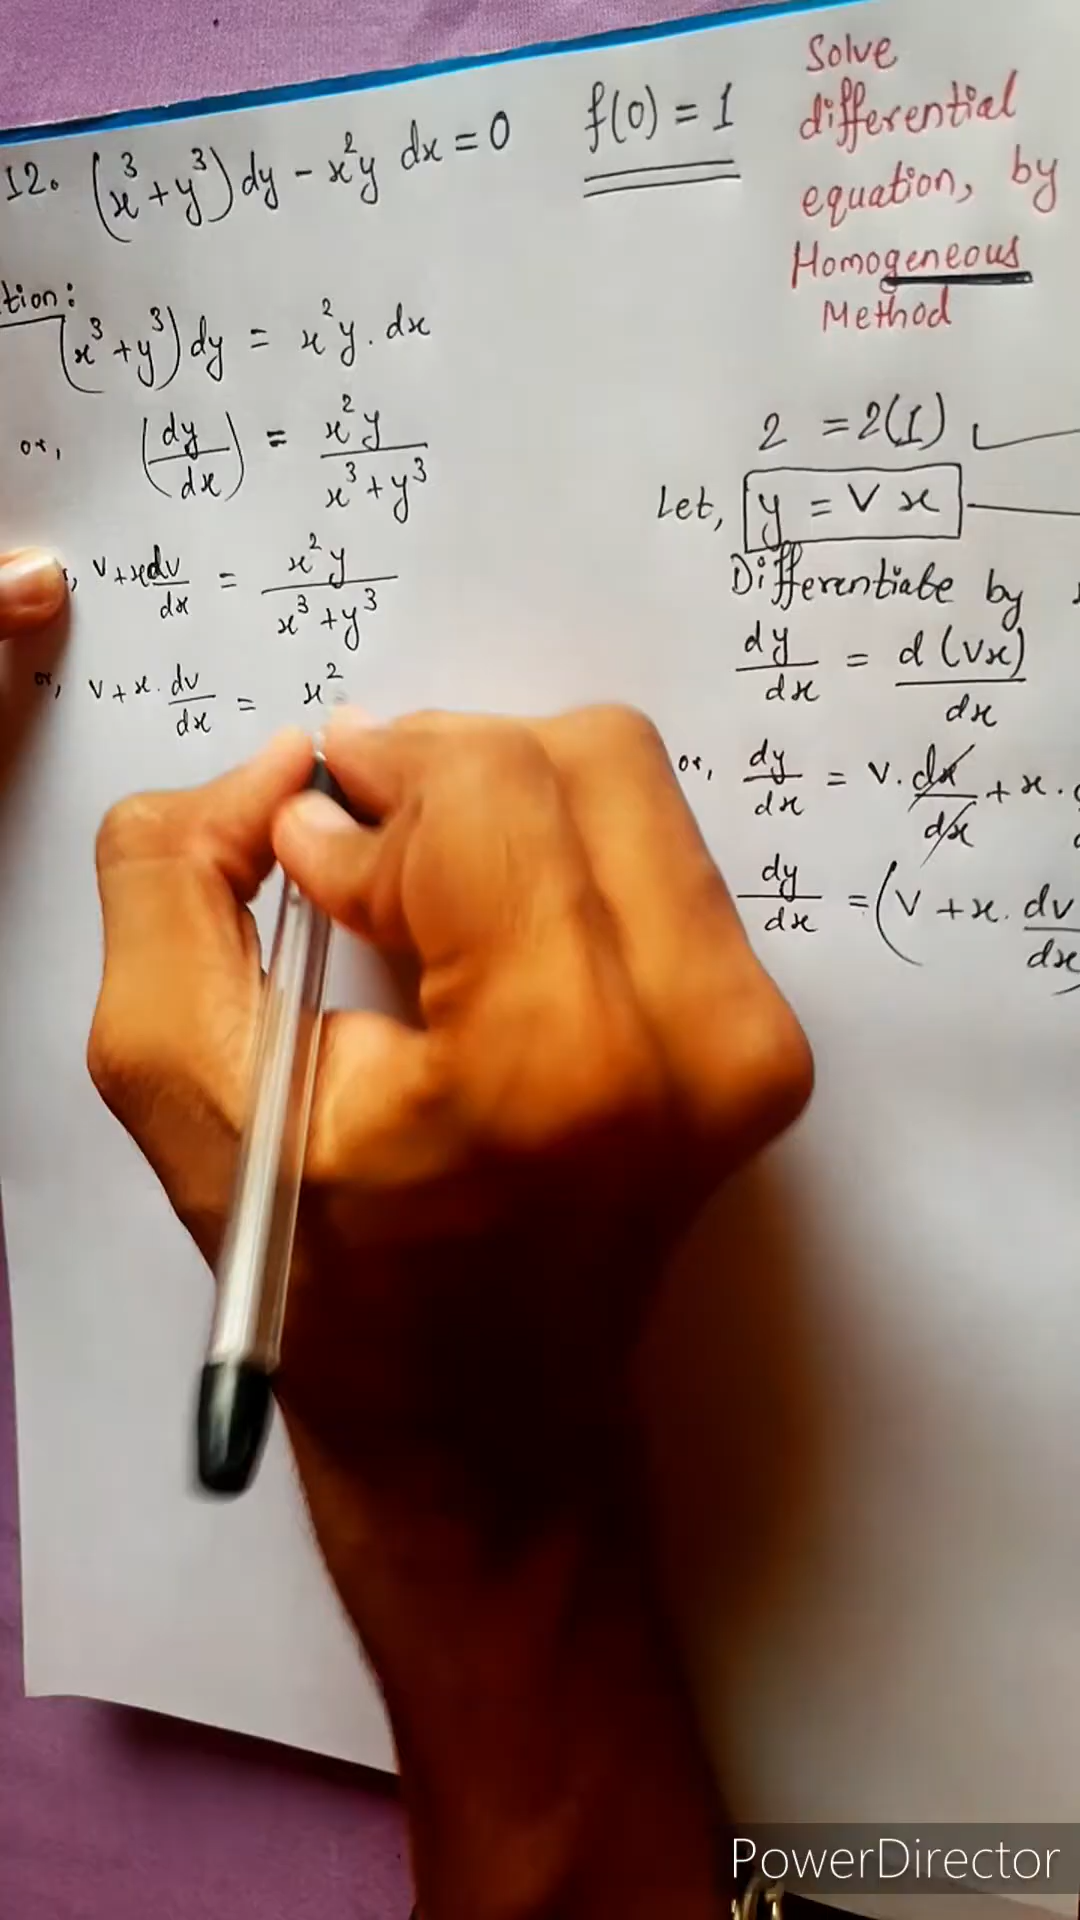 12. (x³ + y³) dy - x²y dx = 0
f(0) = 1
Solve
differential
equation, by
Homogeneous
Method
tion:
(x³ + y³) dy = x²y . dx
or, (dy/dx) = x²y / x³ + y³
v + x dv/dx = x²y / x³ + y³
or, v + x . dv/dx = x²
2 = 2(1)
Let, y = v x
Differentiate by
dy/dx = d (vx)/dx
or, dy/dx = v . dx/dx + x .
dy/dx = (v + x . dv/dx
PowerDirector